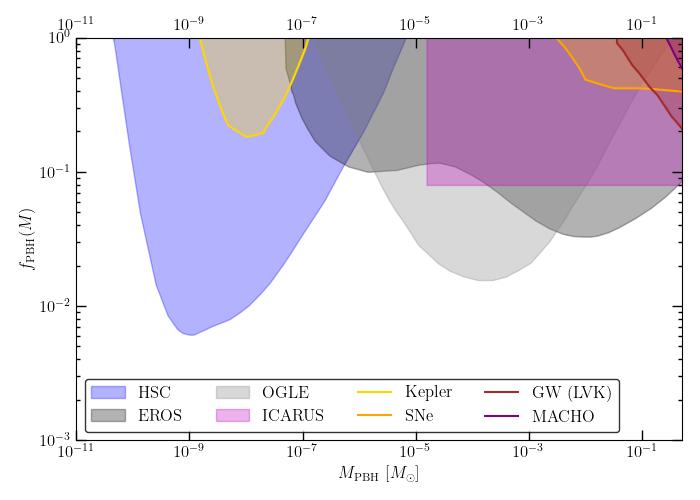 10⁻¹¹ 10⁻⁹ 10⁻⁷ 10⁻⁵ 10⁻³ 10⁻¹
10⁰
10⁻¹
10⁻²
10⁻³
f_PBH(M)
HSC OGLE Kepler GW (LVK)
EROS ICARUS SNe MACHO
10⁻¹¹ 10⁻⁹ 10⁻⁷ 10⁻⁵ 10⁻³ 10⁻¹
M_PBH [M_⊙]